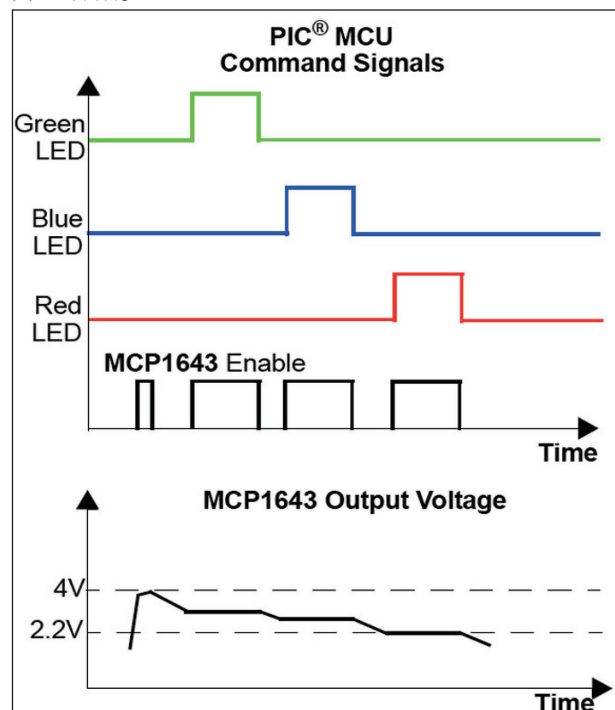 PIC® MCU
Command Signals
Green
LED
Blue
LED
Red
LED
MCP1643 Enable
Time
MCP1643 Output Voltage
4V
2.2V
Time